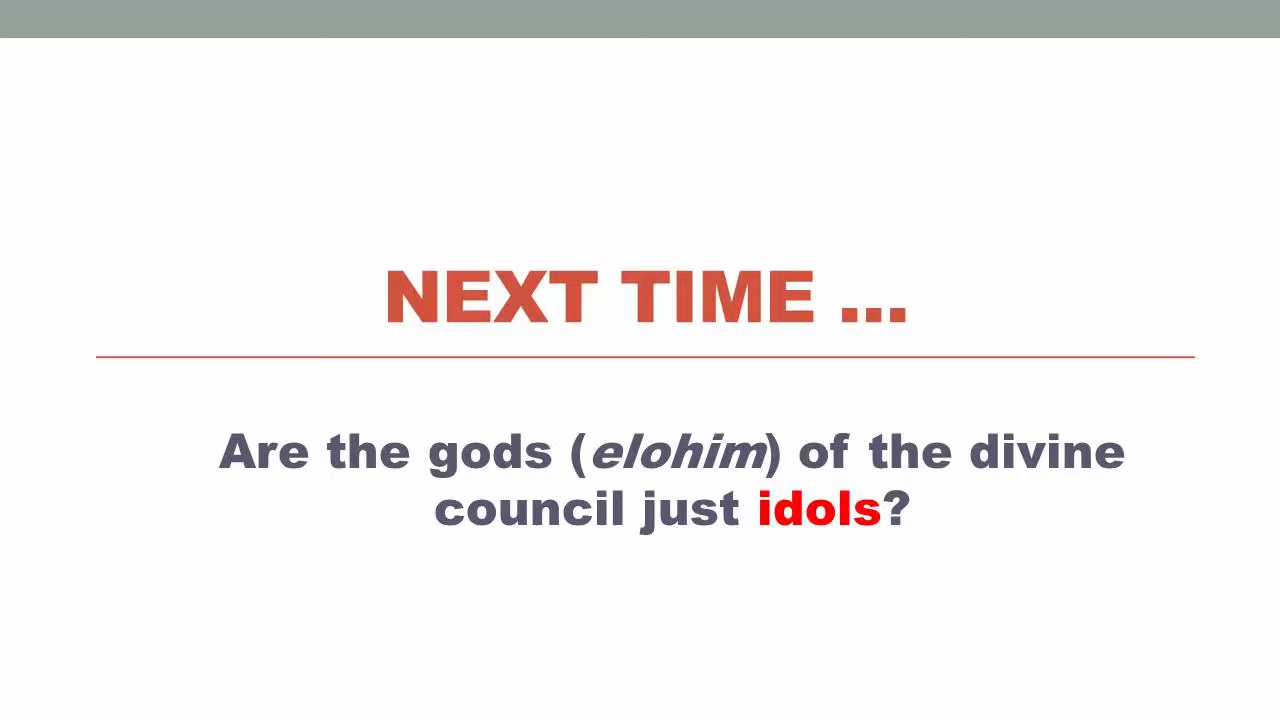 NEXT TIME ...
Are the gods (elohim) of the divine
council just idols?